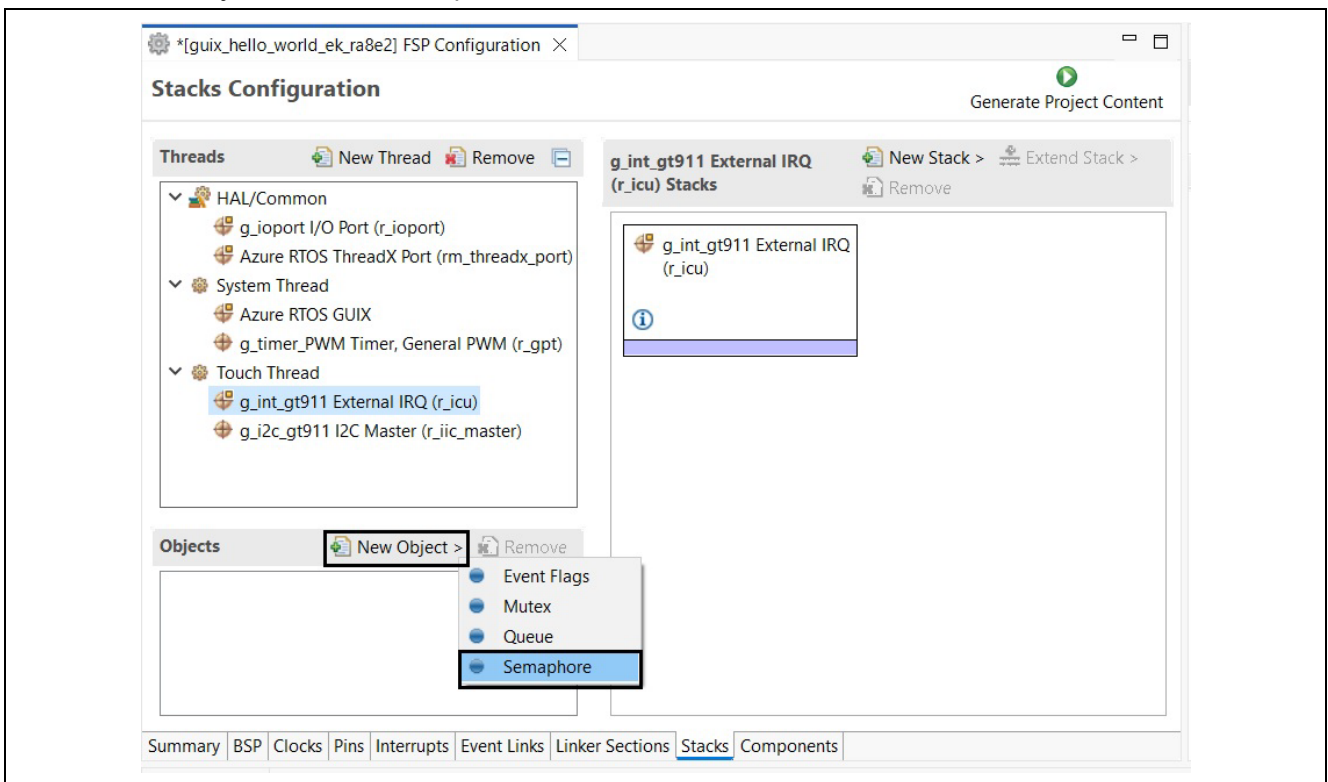 *[guix_hello_world_ek_ra8e2] FSP Configuration
Stacks Configuration
Generate Project Content
Threads New Thread Remove
HAL/Common
g_ioport I/O Port (r_ioport)
Azure RTOS ThreadX Port (rm_threadx_port)
System Thread
Azure RTOS GUIX
g_timer_PWM Timer, General PWM (r_gpt)
Touch Thread
g_int_gt911 External IRQ (r_icu)
g_i2c_gt911 I2C Master (r_iic_master)
g_int_gt911 External IRQ
(r_icu) Stacks
New Stack > Extend Stack >
Remove
g_int_gt911 External IRQ
(r_icu)
Objects New Object > Remove
Event Flags
Mutex
Queue
Semaphore
Summary BSP Clocks Pins Interrupts Event Links Linker Sections Stacks Components